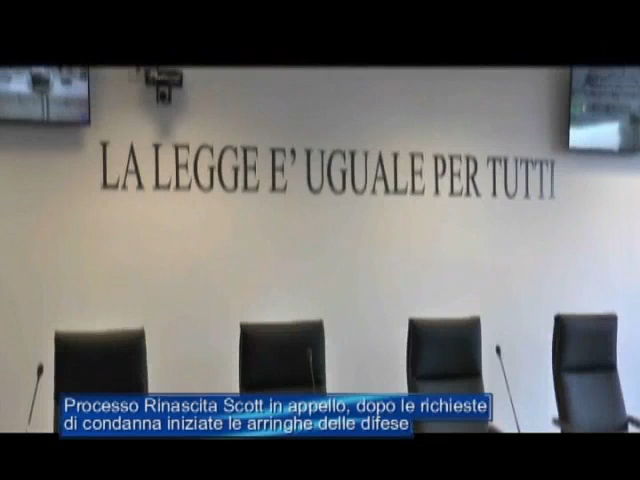 LA LEGGE E' UGUALE PER TUTTI
Processo Rinascita Scott in appello, dopo le richieste
di condanna iniziate le arringhe delle difese